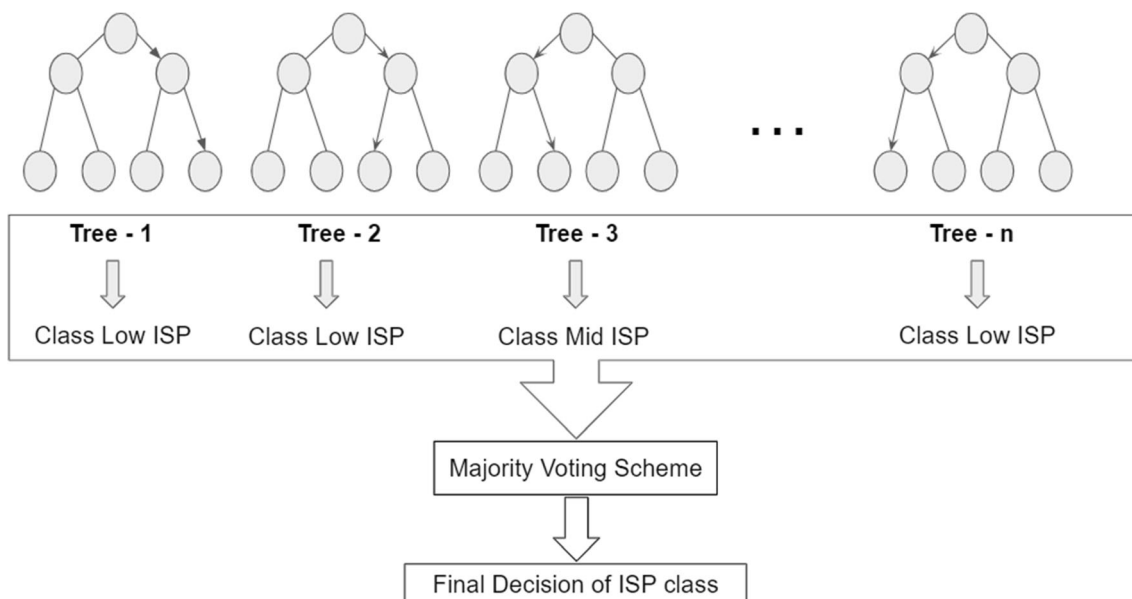 ...
Tree - 1 Tree - 2 Tree - 3 Tree - n
Class Low ISP Class Low ISP Class Mid ISP Class Low ISP
Majority Voting Scheme
Final Decision of ISP class